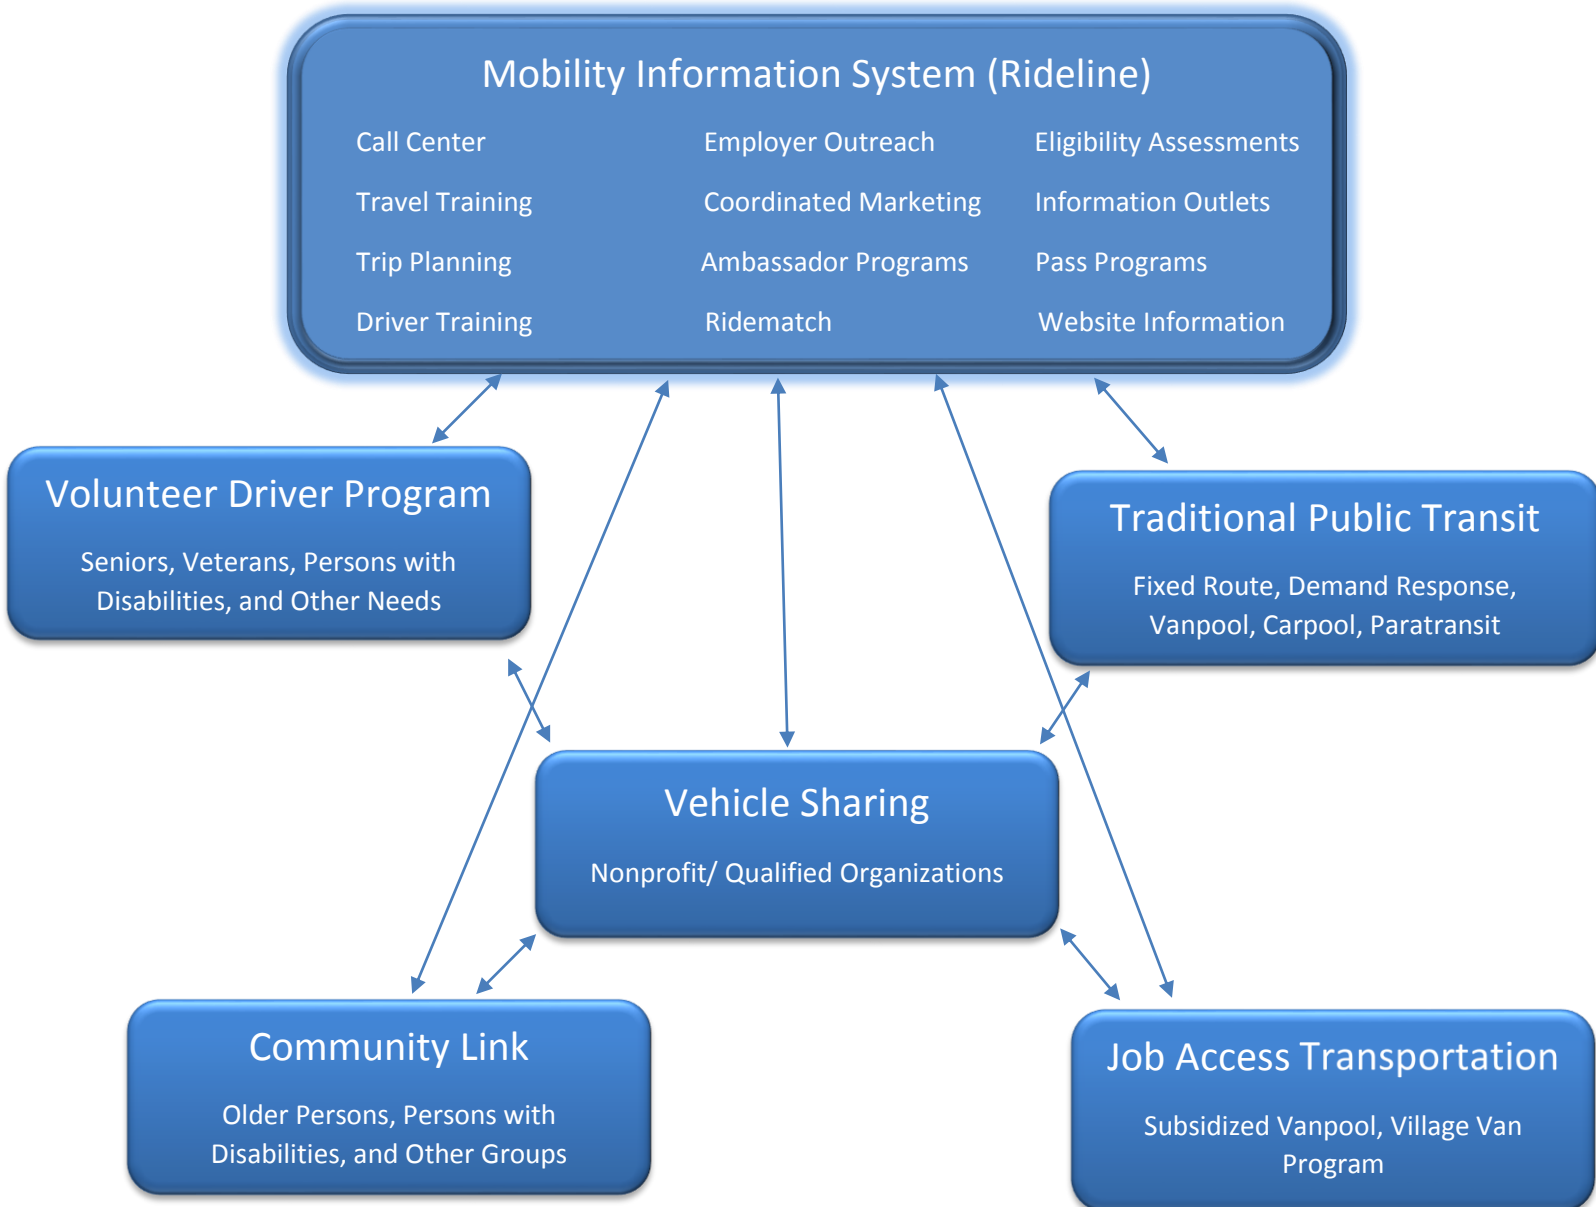 Mobility Information System (Rideline)
Call Center Employer Outreach Eligibility Assessments
Travel Training Coordinated Marketing Information Outlets
Trip Planning Ambassador Programs Pass Programs
Driver Training Ridematch Website Information
Volunteer Driver Program
Seniors, Veterans, Persons with
Disabilities, and Other Needs
Traditional Public Transit
Fixed Route, Demand Response,
Vanpool, Carpool, Paratransit
Vehicle Sharing
Nonprofit/ Qualified Organizations
Community Link
Older Persons, Persons with
Disabilities, and Other Groups
Job Access Transportation
Subsidized Vanpool, Village Van
Program